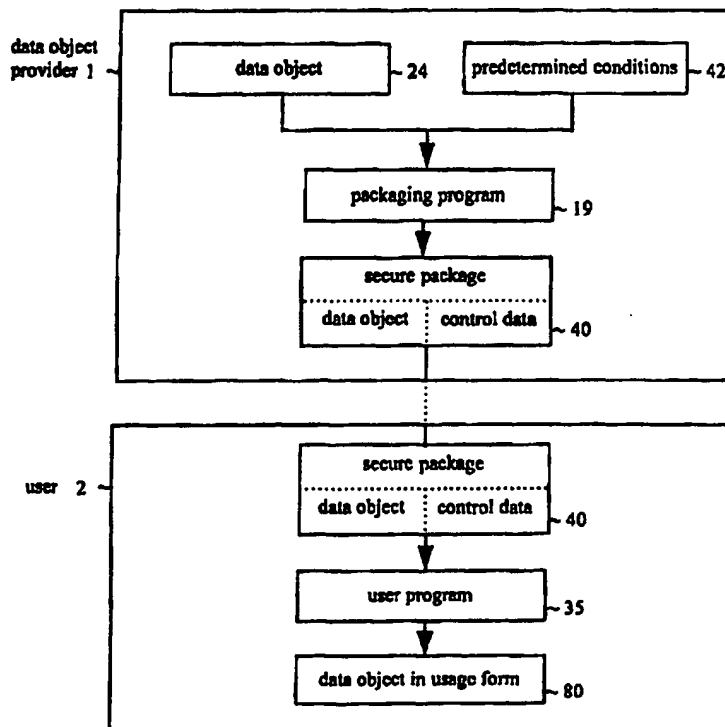 data object
provider 1
data object
24
predetermined conditions
42
packaging program
19
secure package
data object control data
40
user 2
secure package
data object control data
40
user program
35
data object in usage form
80